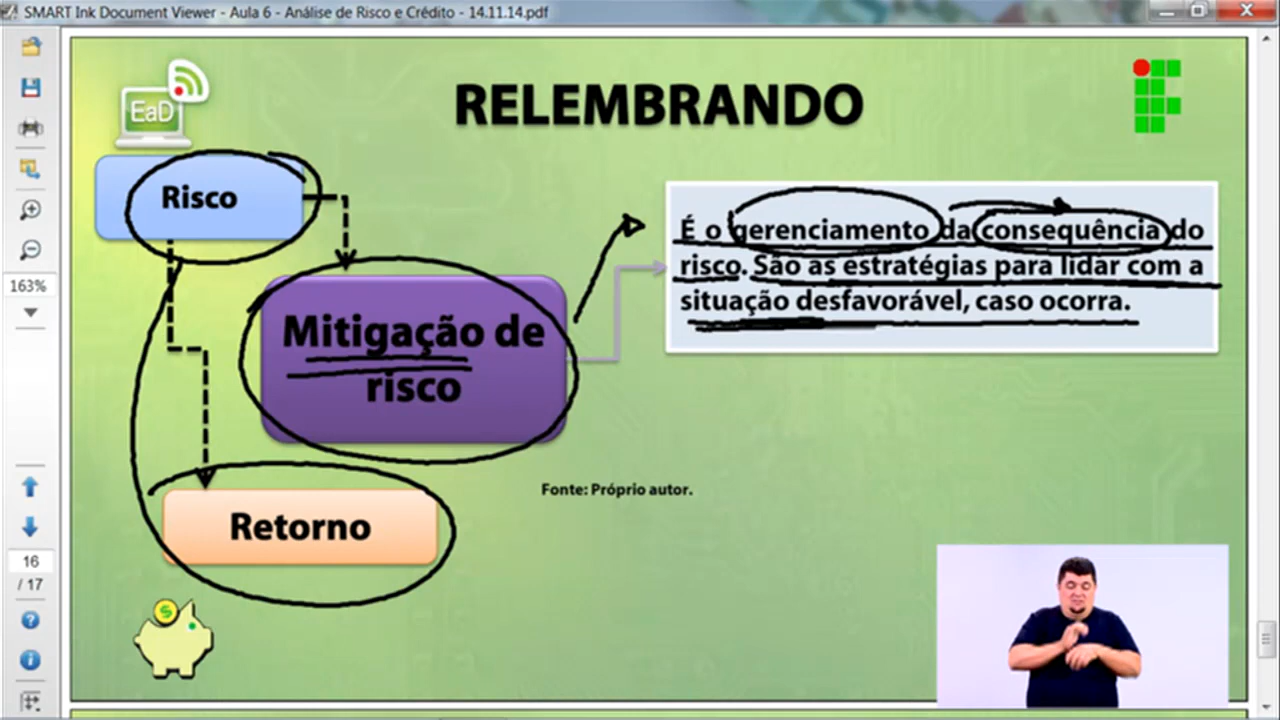 SMART Ink Document Viewer - Aula 6 - Análise de Risco e Crédito - 14.11.14.pdf
EaD
RELEMBRANDO
Risco
É o gerenciamento da consequência do
risco. São as estratégias para lidar com a
situação desfavorável, caso ocorra.
163%
Mitigação de
risco
Fonte: Próprio autor.
Retorno
16
/ 17